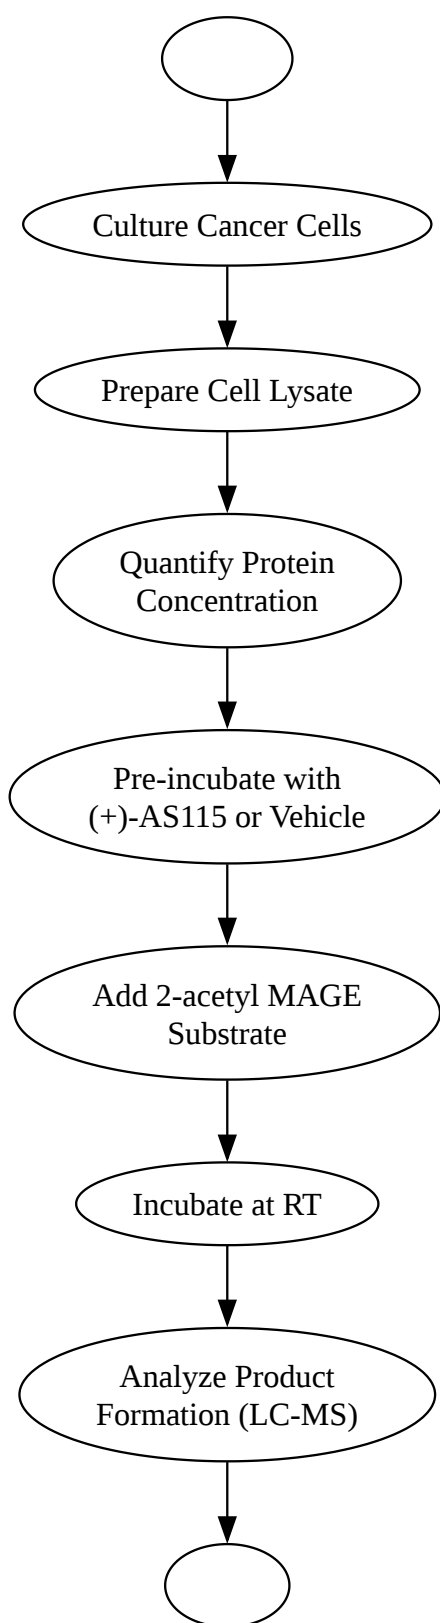 Culture Cancer Cells
Prepare Cell Lysate
Quantify Protein
Concentration
Pre-incubate with
(+)-AS115 or Vehicle
Add 2-acetyl MAGE
Substrate
Incubate at RT
Analyze Product
Formation (LC-MS)